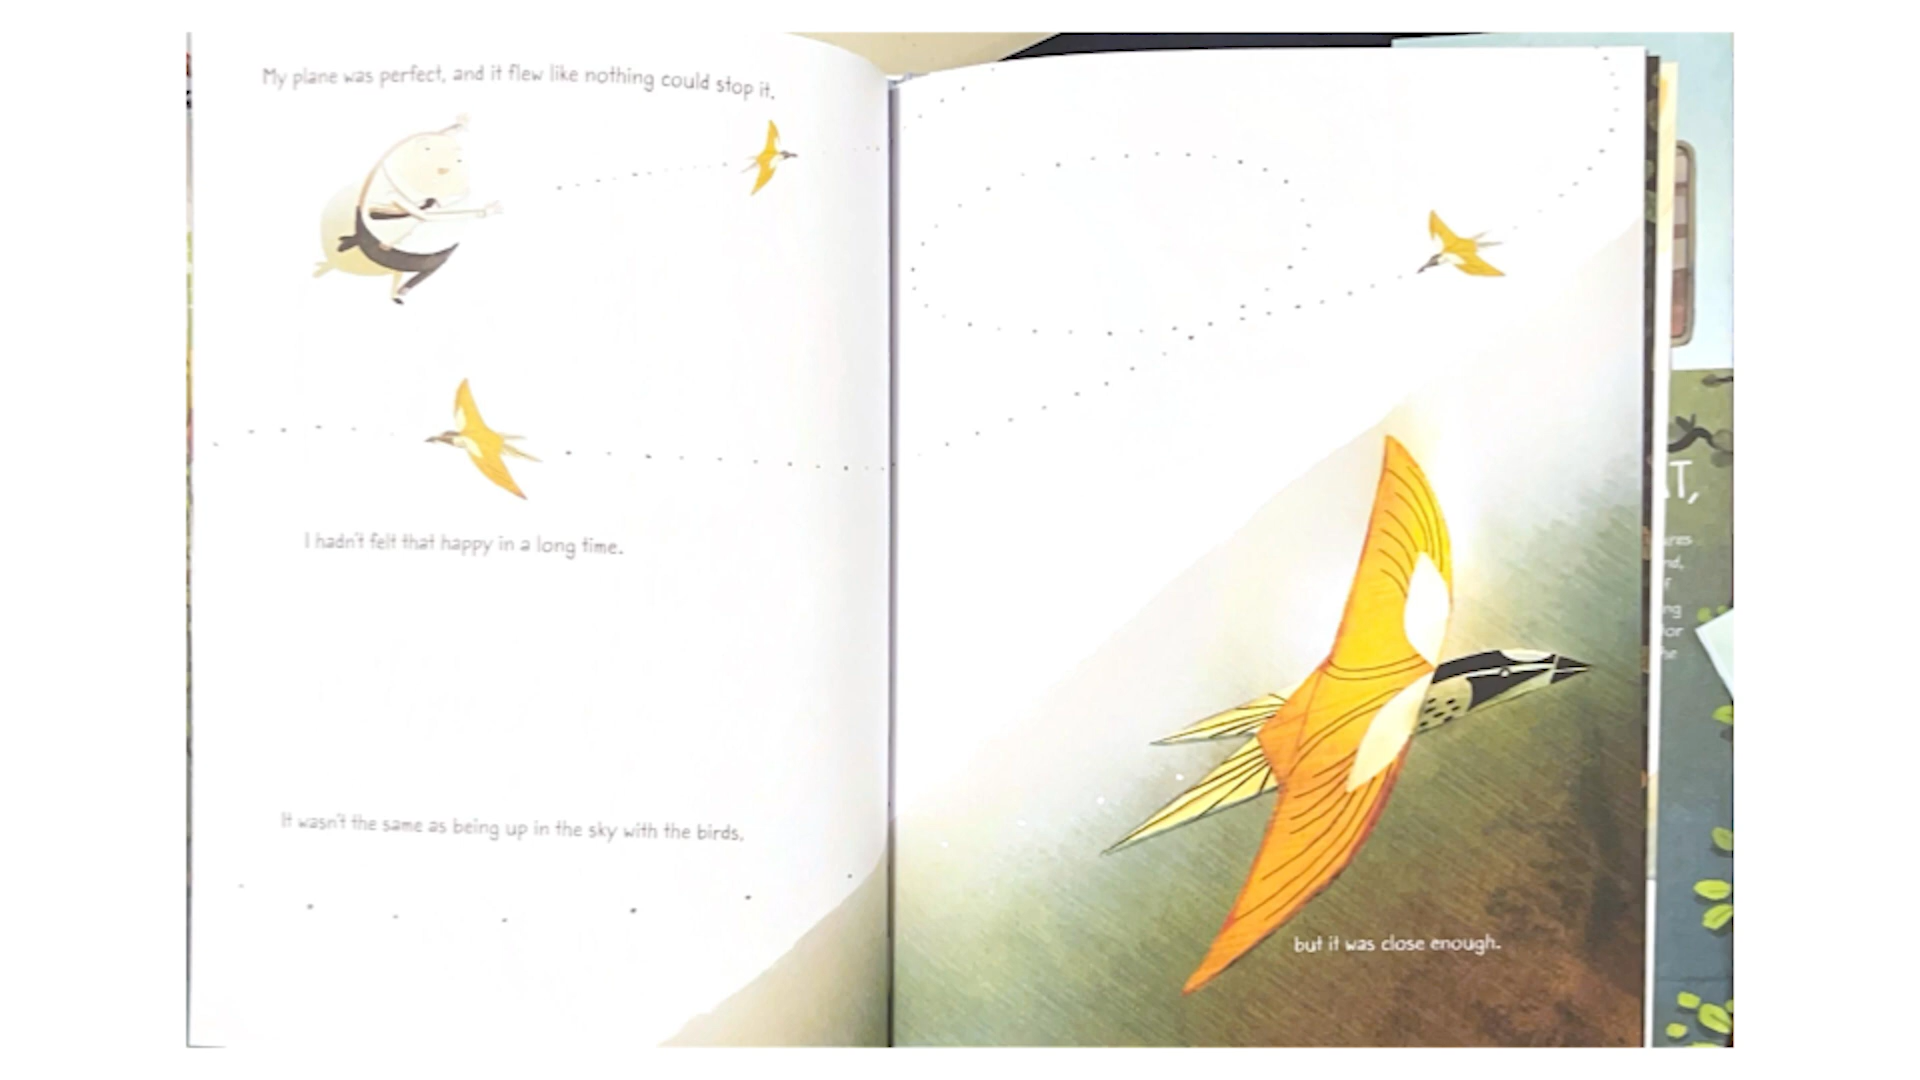 My plane was perfect, and it flew like nothing could stop it.
I hadn't felt that happy in a long time.
It wasn't the same as being up in the sky with the birds,
but it was close enough.